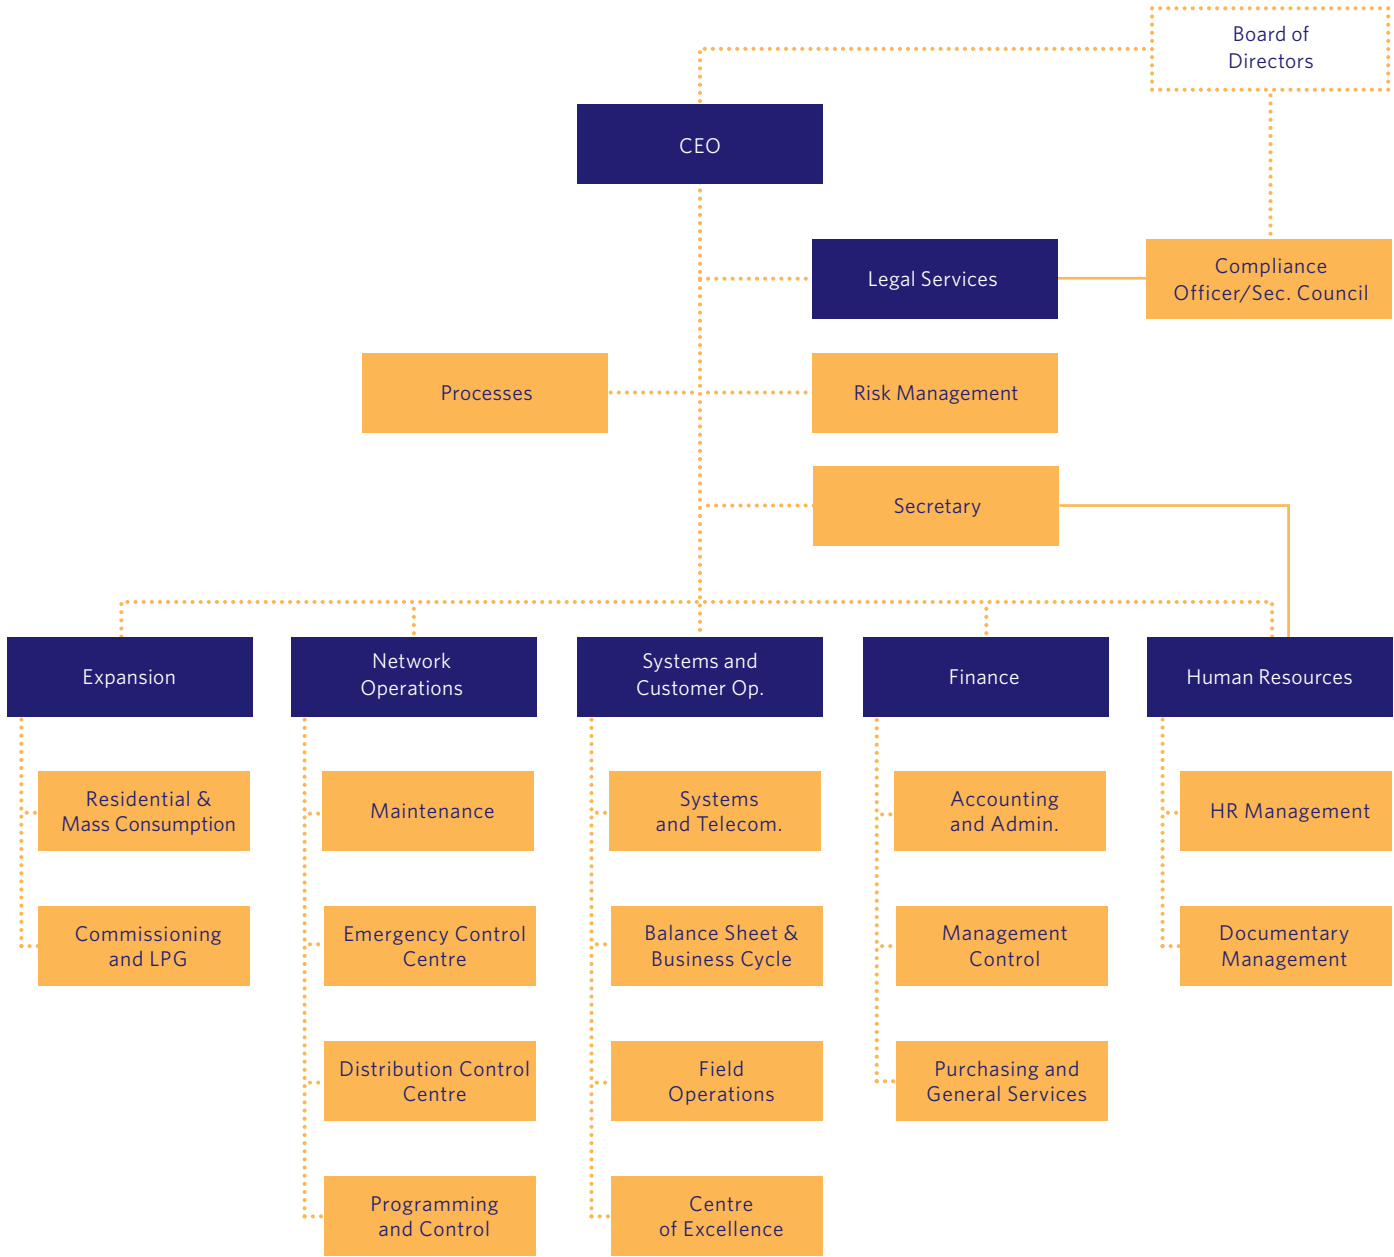 Board of
Directors
CEO
Legal Services
Compliance
Officer/Sec. Council
Processes
Risk Management
Secretary
Expansion
Network
Operations
Systems and
Customer Op.
Finance
Human Resources
Residential &
Mass Consumption
Maintenance
Systems
and Telecom.
Accounting
and Admin.
HR Management
Commissioning
and LPG
Emergency Control
Centre
Balance Sheet &
Business Cycle
Management
Control
Documentary
Management
Distribution Control
Centre
Field
Operations
Purchasing and
General Services
Programming
and Control
Centre
of Excellence